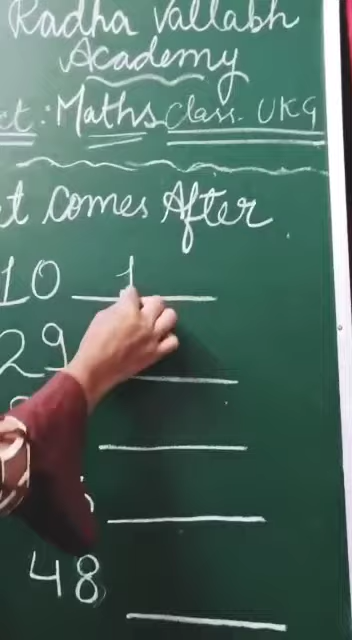 Radha Vallabh
Academy
ct: Maths Class. UKG
t Comes After
10 1
29
48